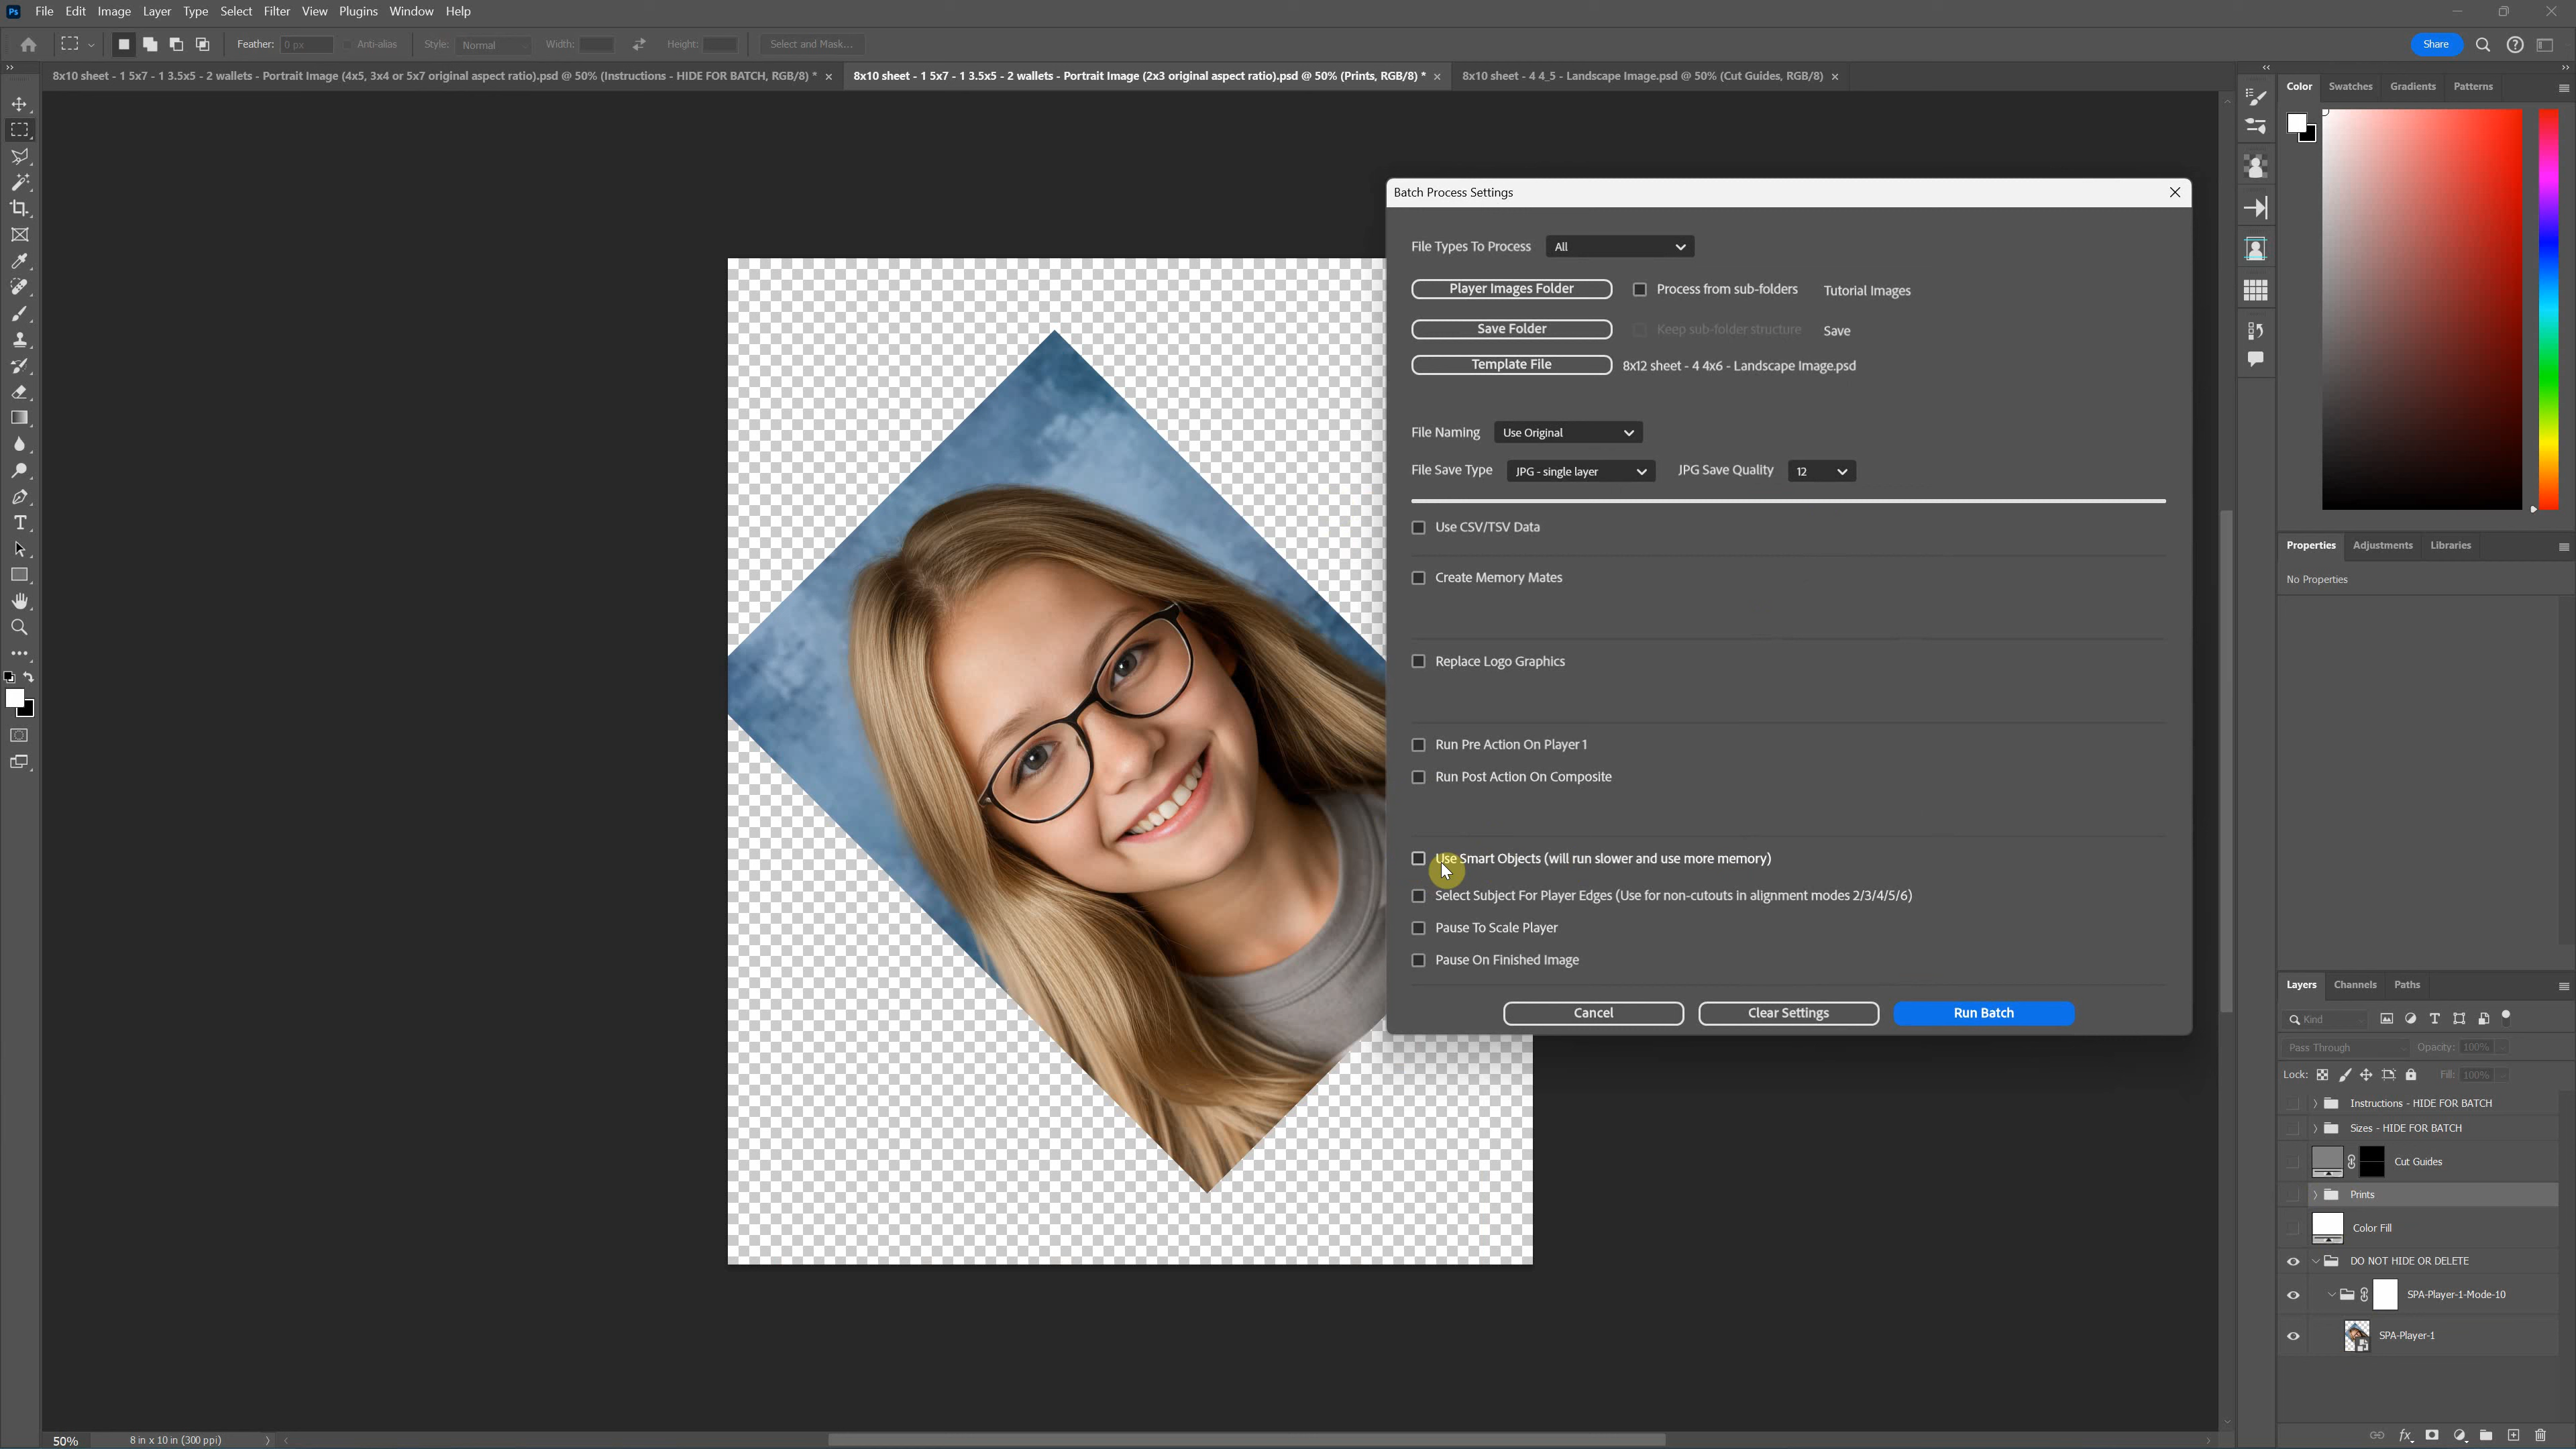 Ps File Edit Image Layer Type Select Filter View Plugins Window Help
Feather: 0 px Anti-alias Style: Normal Width: Height: Select and Mask... Share
8x10 sheet - 1 5x7 - 1 3.5x5 - 2 wallets - Portrait Image (4x5, 3x4 or 5x7 original aspect ratio).psd @ 50% (Instructions - HIDE FOR BATCH, RGB/8) * ×
8x10 sheet - 1 5x7 - 1 3.5x5 - 2 wallets - Portrait Image (2x3 original aspect ratio).psd @ 50% (Prints, RGB/8) * ×
8x10 sheet - 4 4_5 - Landscape Image.psd @ 50% (Cut Guides, RGB/8) ×
Color Swatches Gradients Patterns
Batch Process Settings
File Types To Process All
Player Images Folder Process from sub-folders Tutorial Images
Save Folder Keep sub-folder structure Save
Template File 8x12 sheet - 4 4x6 - Landscape Image.psd
File Naming Use Original
File Save Type JPG - single layer JPG Save Quality 12
Use CSV/TSV Data
Create Memory Mates
Replace Logo Graphics
Run Pre Action On Player 1
Run Post Action On Composite
Use Smart Objects (will run slower and use more memory)
Select Subject For Player Edges (Use for non-cutouts in alignment modes 2/3/4/5/6)
Pause To Scale Player
Pause On Finished Image
Cancel Clear Settings Run Batch
Properties Adjustments Libraries
No Properties
Layers Channels Paths
Kind
Pass Through Opacity: 100%
Lock: Fill: 100%
Instructions - HIDE FOR BATCH
Sizes - HIDE FOR BATCH
Cut Guides
Prints
Color Fill
DO NOT HIDE OR DELETE
SPA-Player-1-Mode-10
SPA-Player-1
50% 8 in x 10 in (300 ppi)